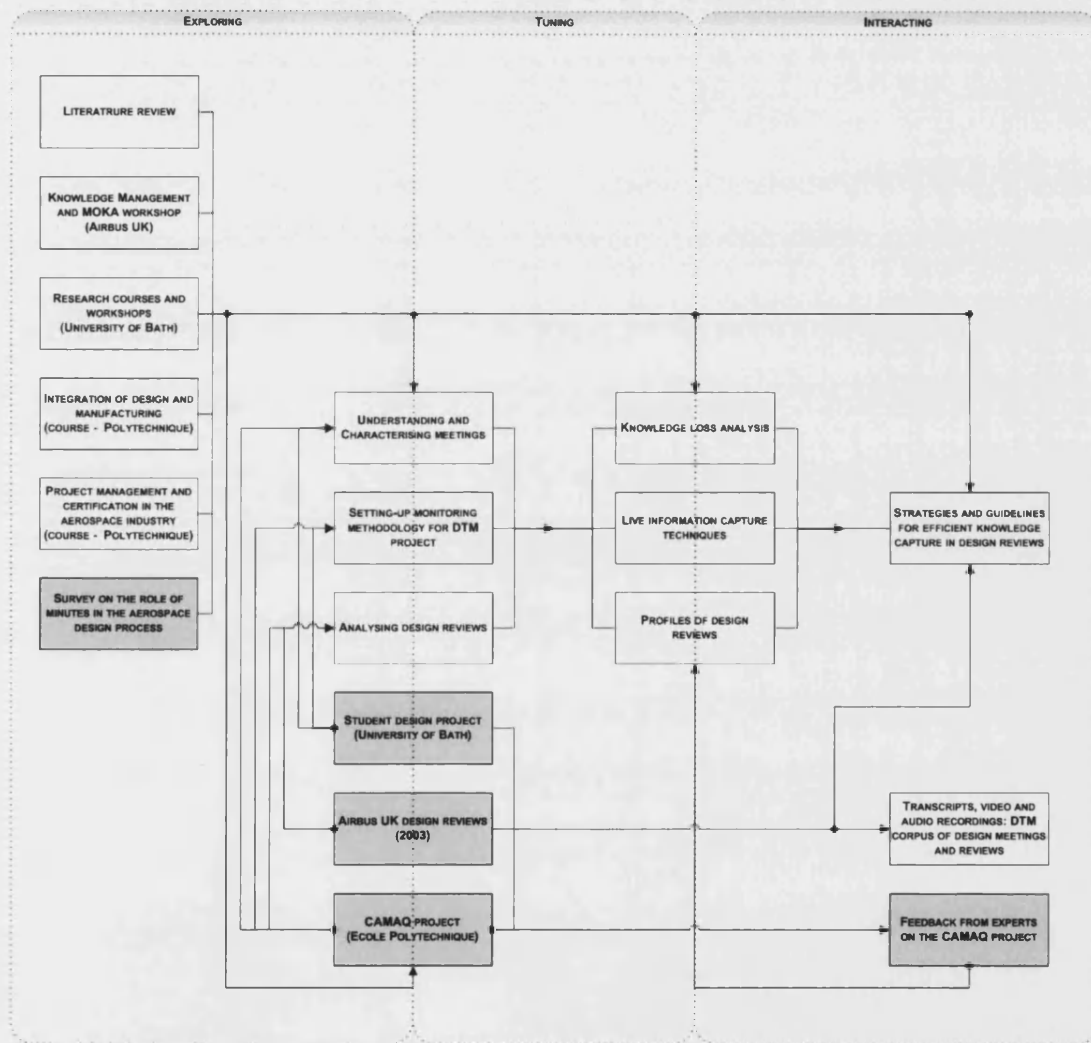 EXPLORING
TUNING
INTERACTING
LITERATRURE REVIEW
KNOWLEDGE MANAGEMENT
AND MOKA WORKSHOP
(AIRBUS UK)
RESEARCH COURSES AND
WORKSHOPS
(UNIVERSITY OF BATH)
INTEGRATION OF DESIGN AND
MANUFACTURING
(COURSE - POLYTECHNIQUE)
PROJECT MANAGEMENT AND
CERTIFICATION IN THE
AEROSPACE INDUSTRY
(COURSE - POLYTECHNIQUE)
SURVEY ON THE ROLE OF
MINUTES IN THE AEROSPACE
DESIGN PROCESS
UNDERSTANDING AND
CHARACTERISING MEETINGS
SETTING-UP MONITORING
METHODOLOGY FOR DTM
PROJECT
ANALYSING DESIGN REVIEWS
STUDENT DESIGN PROJECT
(UNIVERSITY OF BATH)
AIRBUS UK DESIGN REVIEWS
(2003)
CAMAQ PROJECT
(ECOLE POLYTECHNIQUE)
KNOWLEDGE LOSS ANALYSIS
LIVE INFORMATION CAPTURE
TECHNIQUES
PROFILES OF DESIGN
REVIEWS
STRATEGIES AND GUIDELINES
FOR EFFICIENT KNOWLEDGE
CAPTURE IN DESIGN REVIEWS
TRANSCRIPTS, VIDEO AND
AUDIO RECORDINGS: DTM
CORPUS OF DESIGN MEETINGS
AND REVIEWS
FEEDBACK FROM EXPERTS
ON THE CAMAQ PROJECT